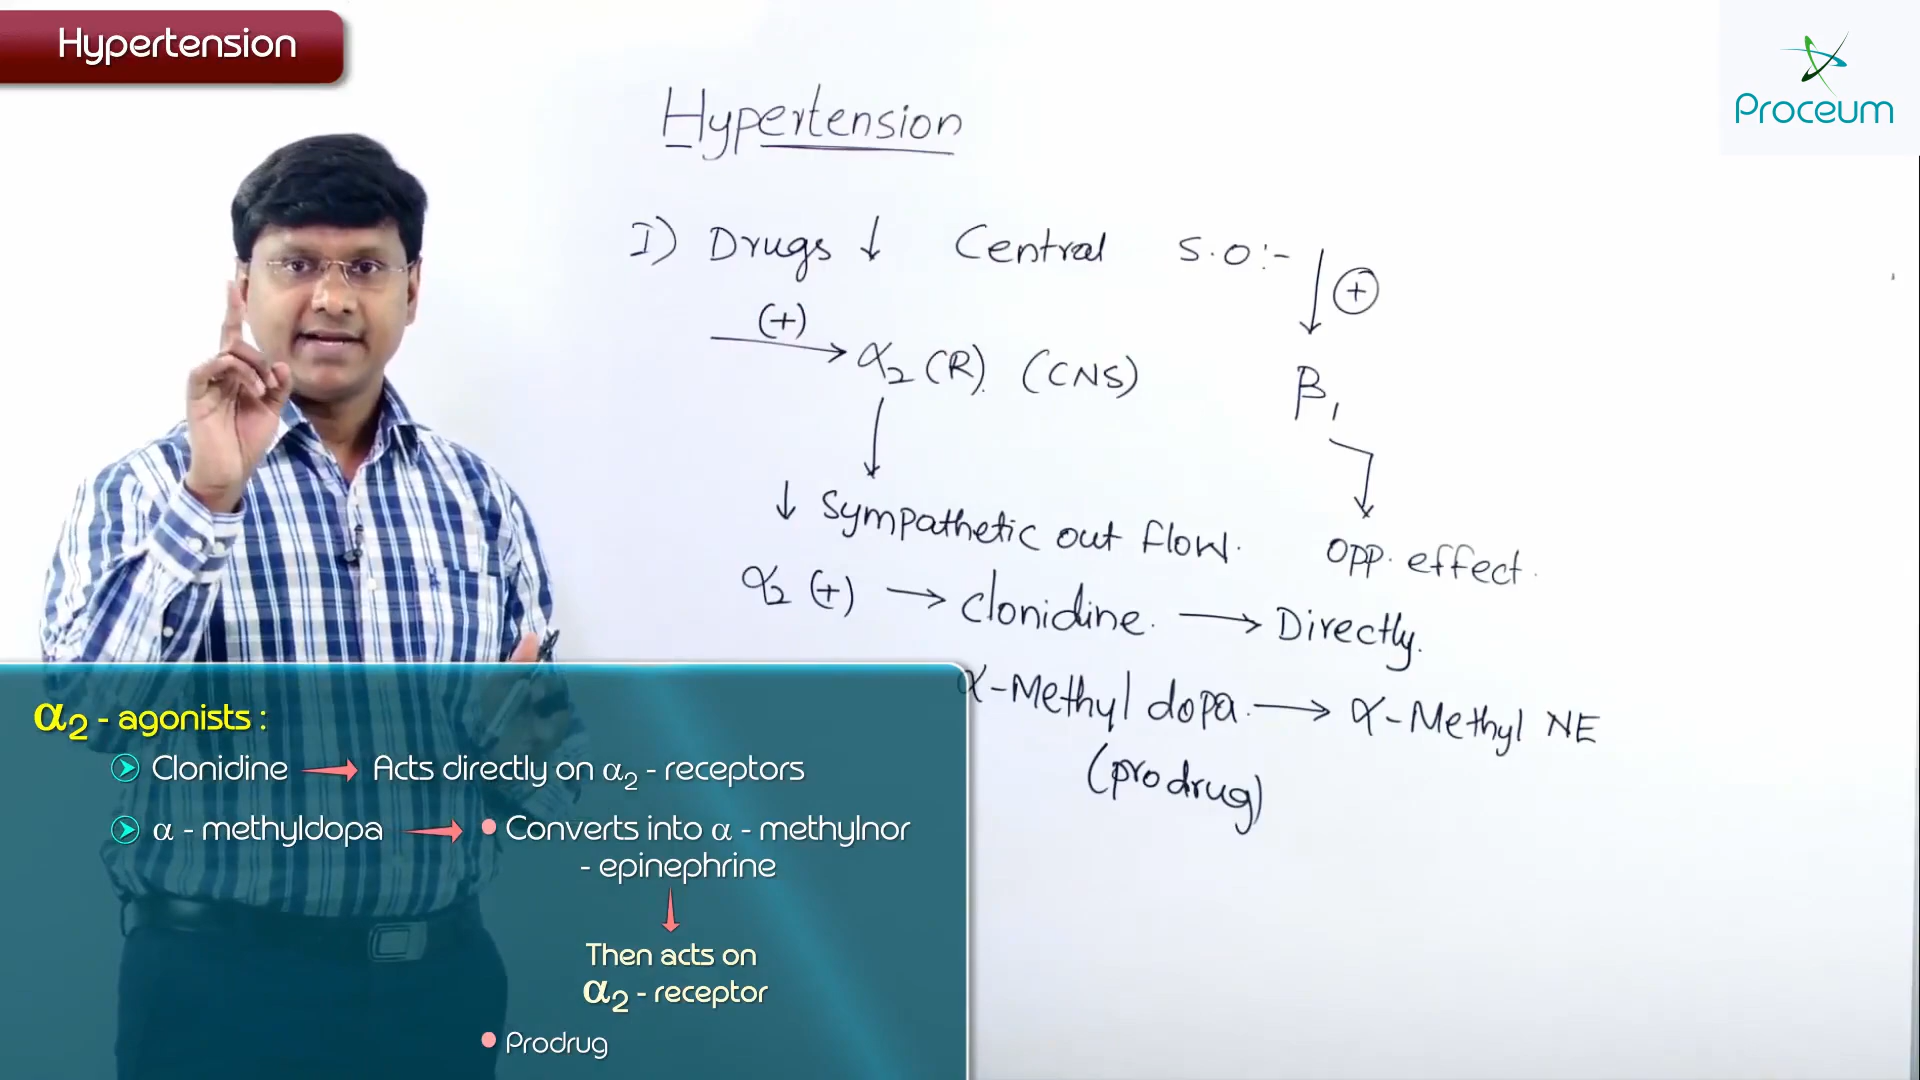 Hypertension
Proceum
Hypertension
I) Drugs ↓ Central S.O:-
(+)
+
α2 (R). (CNS)
β1
↓ Sympathetic out flow.
opp. effect.
α2 (+) → Clonidine. → Directly.
α-Methyl dopa. → α-Methyl NE
(prodrug)
α2 - agonists :
Clonidine → Acts directly on α2 - receptors
α - methyldopa → • Converts into α - methylnor
- epinephrine
Then acts on
α2 - receptor
• Prodrug